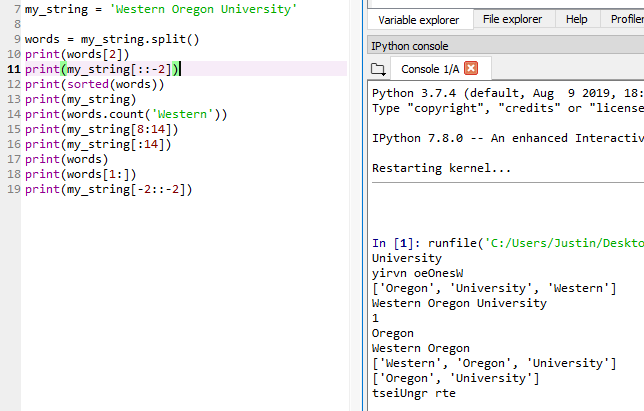 7 my_string = 'Western Oregon University'
8
9 words = my_string.split()
10 print(words[2])
11 print(my_string[::-2])
12 print(sorted(words))
13 print(my_string)
14 print(words.count('Western'))
15 print(my_string[8:14])
16 print(my_string[:14])
17 print(words)
18 print(words[1:])
19 print(my_string[-2::-2])
Variable explorer File explorer Help Profiler
IPython console
Console 1/A
Python 3.7.4 (default, Aug 9 2019, 18:
Type "copyright", "credits" or "license
IPython 7.8.0 -- An enhanced Interactiv
Restarting kernel...
In [1]: runfile('C:/Users/Justin/Deskto
University
yirvn oeOnesW
['Oregon', 'University', 'Western']
Western Oregon University
1
Oregon
Western Oregon
['Western', 'Oregon', 'University']
['Oregon', 'University']
tseiUngr rte